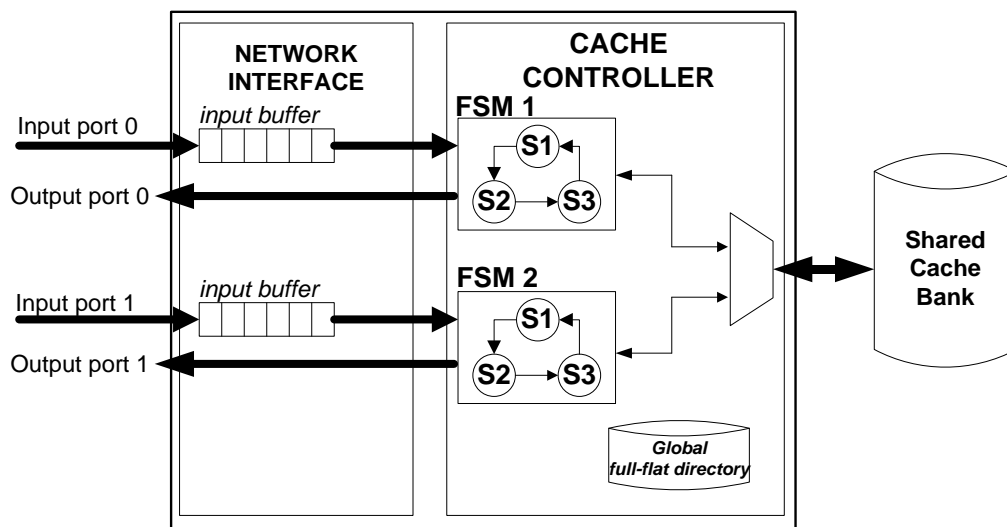 NETWORK
INTERFACE
CACHE
CONTROLLER
Input port 0
input buffer
FSM 1
S1
S2
S3
Output port 0
Input port 1
input buffer
FSM 2
S1
S2
S3
Output port 1
Shared
Cache
Bank
Global
full-flat directory